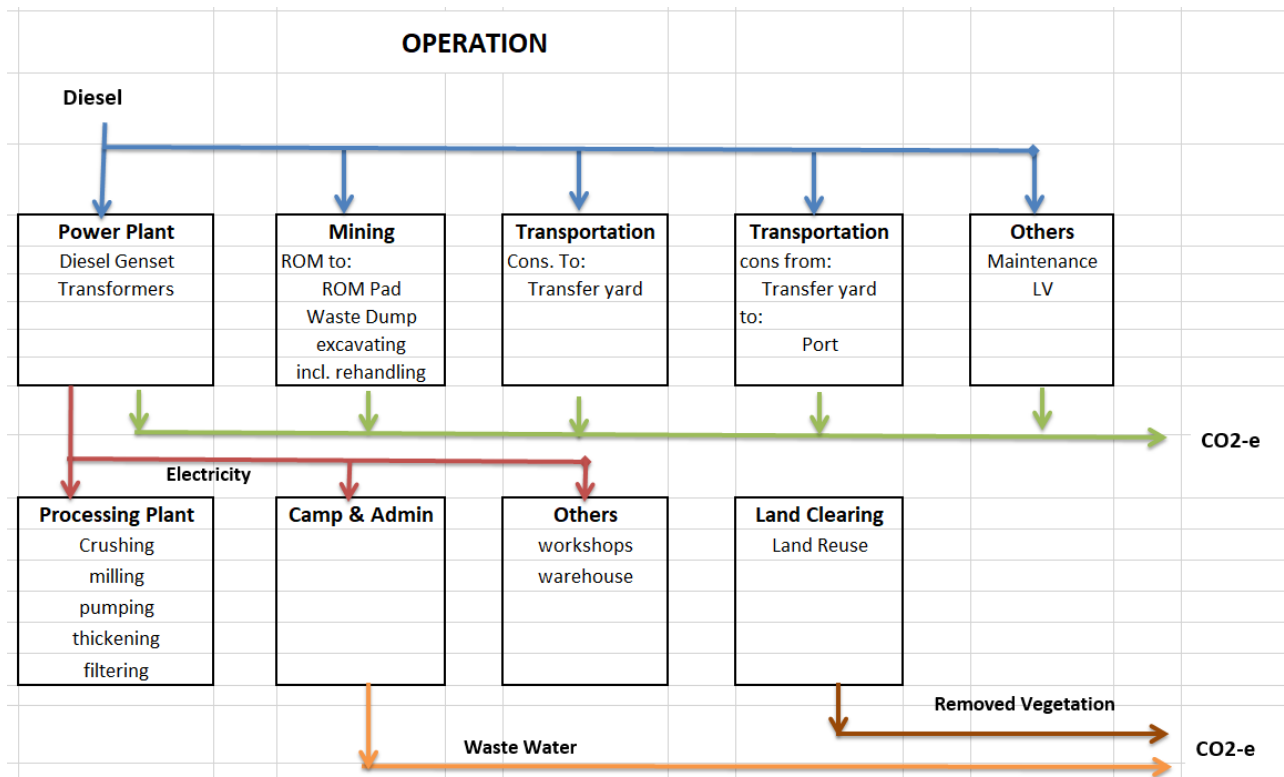 OPERATION
Diesel
Power Plant
Diesel Genset
Transformers
Mining
ROM to:
ROM Pad
Waste Dump
excavating
incl. rehandling
Transportation
Cons. To:
Transfer yard
Transportation
cons from:
Transfer yard
to:
Port
Others
Maintenance
LV
CO2-e
Electricity
Processing Plant
Crushing
milling
pumping
thickening
filtering
Camp & Admin
Others
workshops
warehouse
Land Clearing
Land Reuse
Removed Vegetation
Waste Water
CO2-e